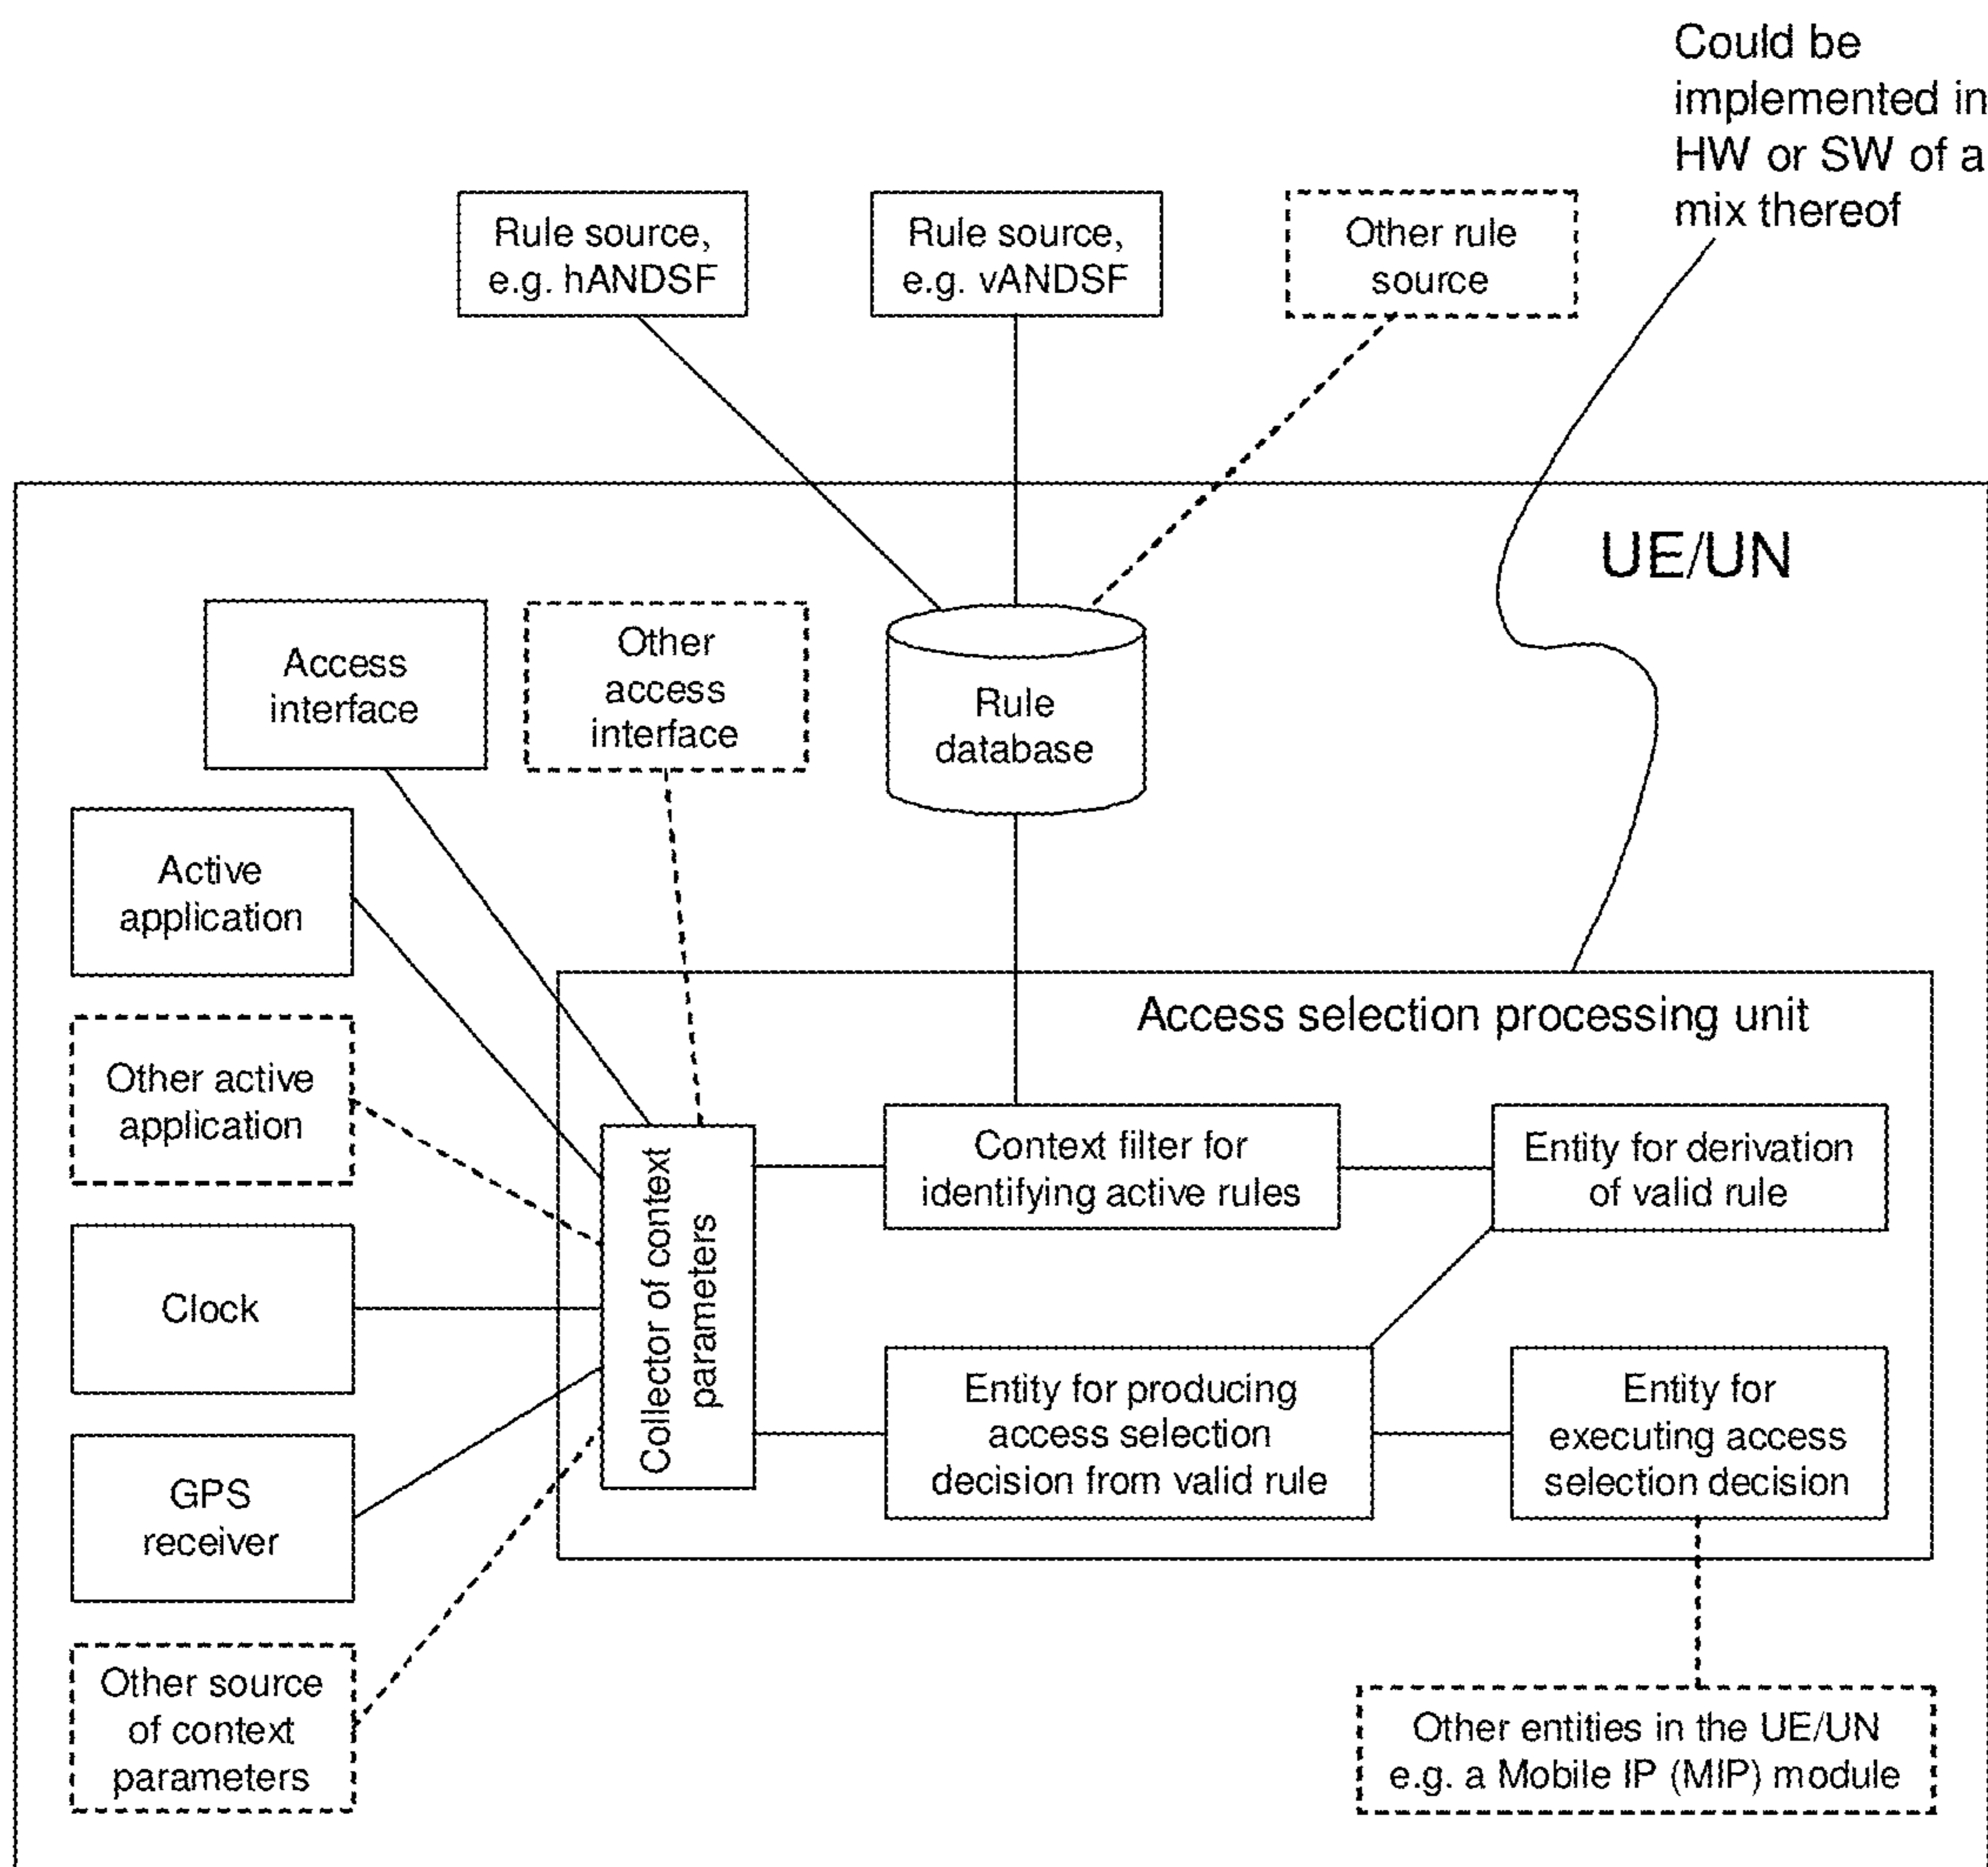 Could be
implemented in
HW or SW of a
mix thereof
Rule source,
e.g. hANDSF
Rule source,
e.g. vANDSF
Other rule
source
UE/UN
Access
interface
Other
access
interface
Rule
database
Active
application
Other active
application
Clock
GPS
receiver
Other source
of context
parameters
Access selection processing unit
Collector of context
parameters
Context filter for
identifying active rules
Entity for derivation
of valid rule
Entity for producing
access selection
decision from valid rule
Entity for
executing access
selection decision
Other entities in the UE/UN
e.g. a Mobile IP (MIP) module